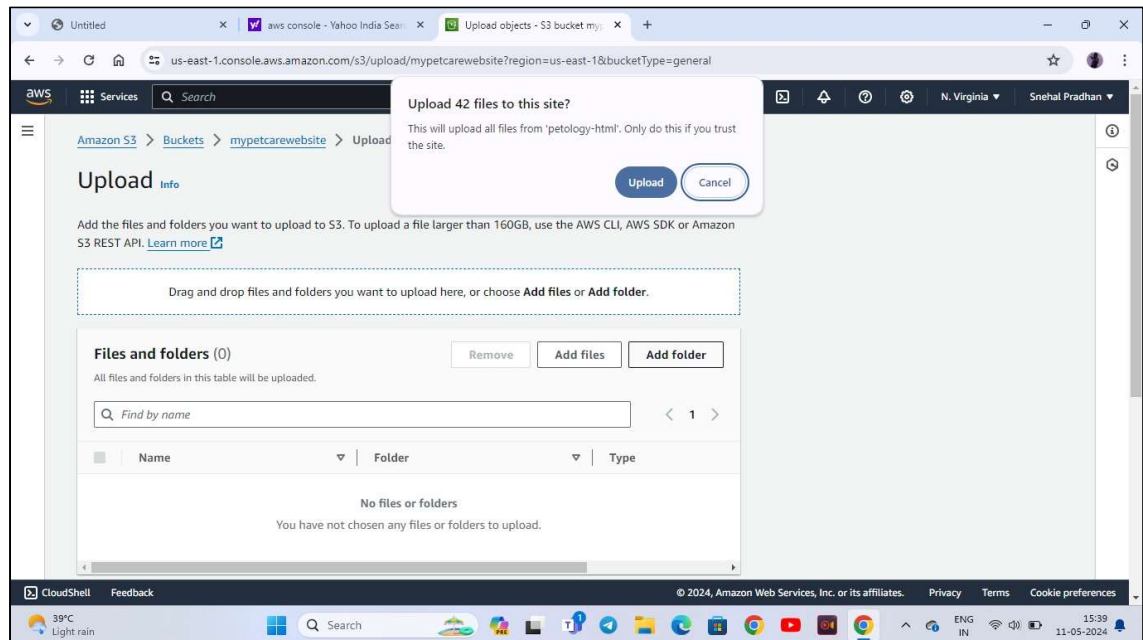 Untitled
aws console - Yahoo India Sear
Upload objects - S3 bucket myp
us-east-1.console.aws.amazon.com/s3/upload/mypetcarewebsite?region=us-east-1&bucketType=general
aws
Services
Search
N. Virginia
Snehal Pradhan
Upload 42 files to this site?
This will upload all files from 'petology-html'. Only do this if you trust
the site.
Upload
Cancel
Amazon S3 > Buckets > mypetcarewebsite > Upload
Upload Info
Add the files and folders you want to upload to S3. To upload a file larger than 160GB, use the AWS CLI, AWS SDK or Amazon
S3 REST API. Learn more
Drag and drop files and folders you want to upload here, or choose Add files or Add folder.
Files and folders (0)
Remove
Add files
Add folder
All files and folders in this table will be uploaded.
Find by name
1
Name
Folder
Type
No files or folders
You have not chosen any files or folders to upload.
CloudShell
Feedback
© 2024, Amazon Web Services, Inc. or its affiliates.
Privacy
Terms
Cookie preferences
39°C
Light rain
Search
ENG
IN
15:39
11-05-2024